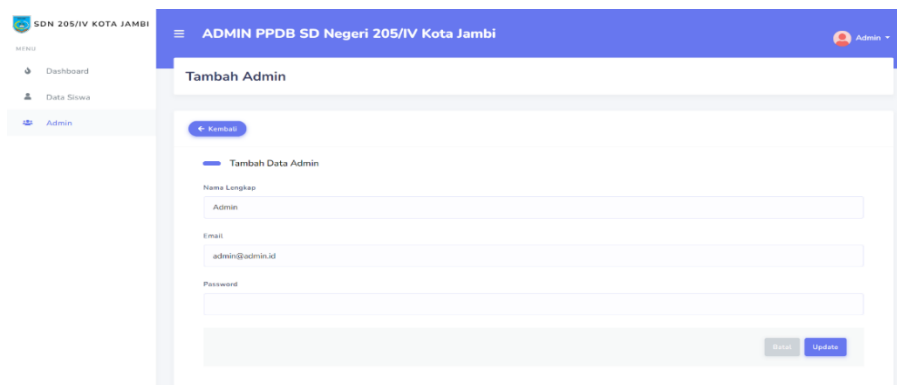 SDN 205/IV KOTA JAMBI
MENU
Dashboard
Data Siswa
Admin
ADMIN PPDB SD Negeri 205/IV Kota Jambi
Admin
Tambah Admin
← Kembali
Tambah Data Admin
Nama Lengkap
Admin
Email
admin@admin.id
Password
Batal Update